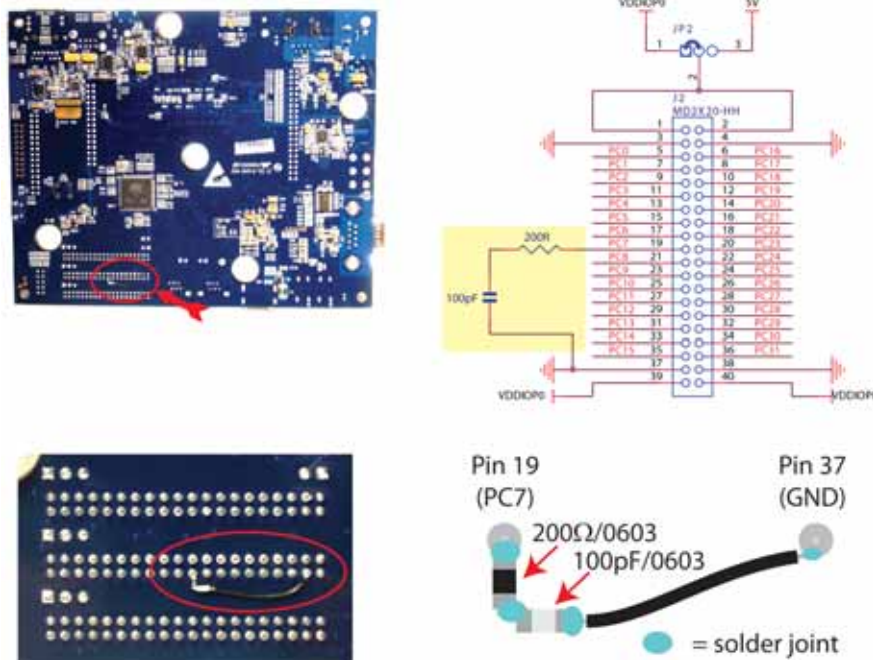 VDDIOP0 5V
JP2
1 3
2
J2
MD2X20-HH
1 2
3 4
PC0 5 6 PC16
PC1 7 8 PC17
PC2 9 10 PC18
PC3 11 12 PC19
PC4 13 14 PC20
PC5 15 16 PC21
PC6 17 18 PC22
PC7 19 20 PC23
PC8 21 22 PC24
PC9 23 24 PC25
PC10 25 26 PC26
PC11 27 28 PC27
PC12 29 30 PC28
PC13 31 32 PC29
PC14 33 34 PC30
PC15 35 36 PC31
37 38
39 40
VDDIOP0 VDDIOP0
200R
100pF
Pin 19
(PC7)
Pin 37
(GND)
200Ω/0603
100pF/0603
= solder joint